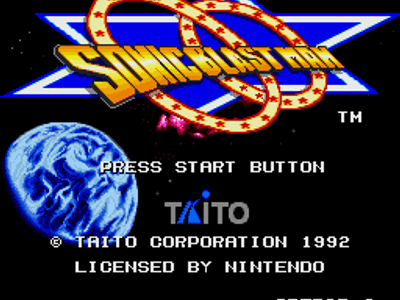 SONIC BLAST MAN
TM
PRESS START BUTTON
TAITO
© TAITO CORPORATION 1992
LICENSED BY NINTENDO